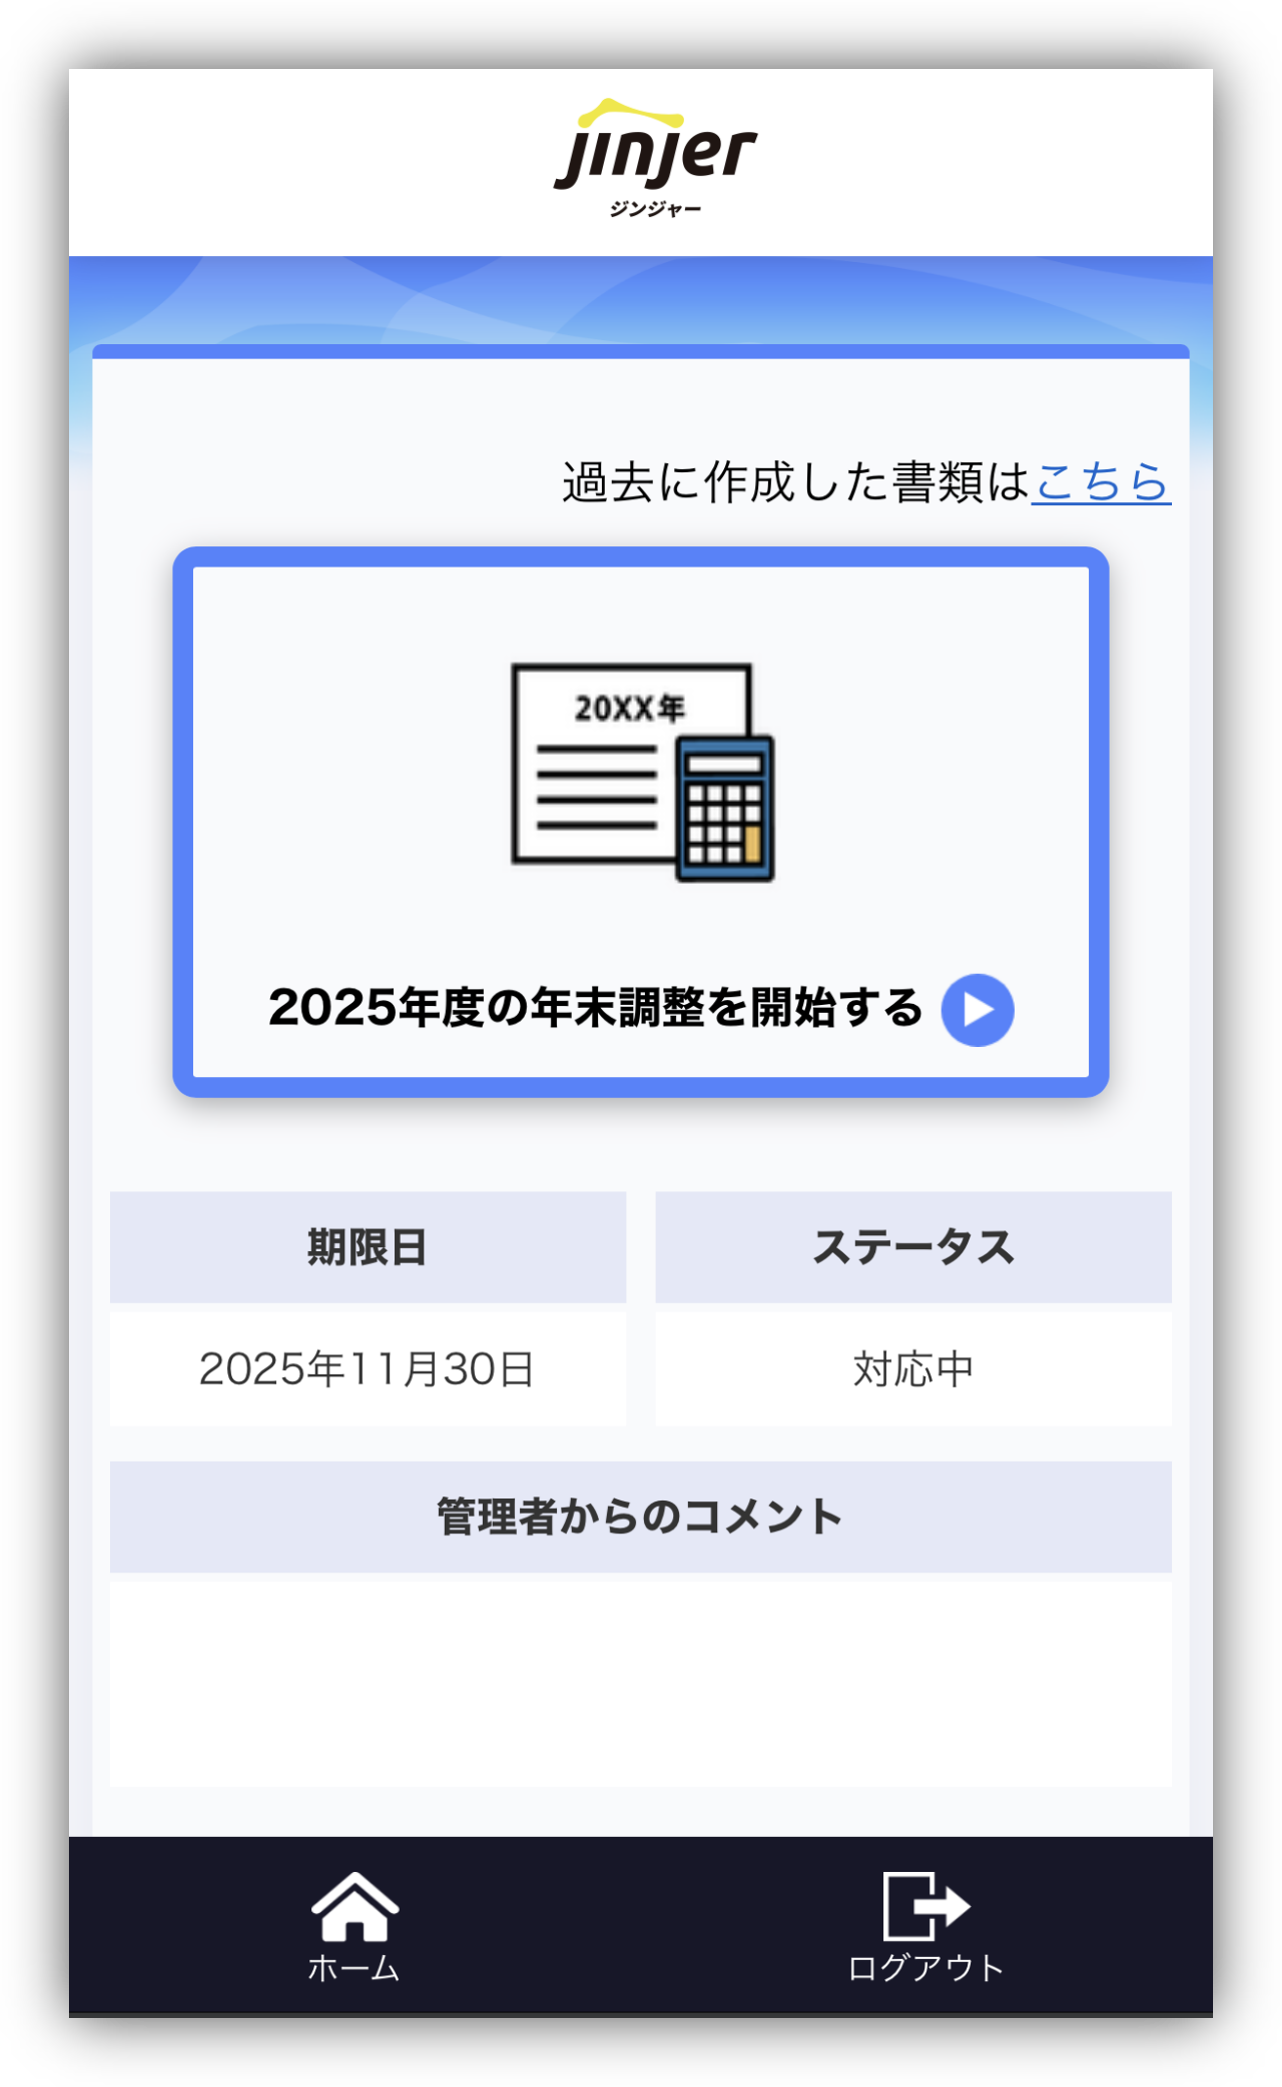 jinjer
ジンジャー
過去に作成した書類はこちら
20XX年
2025年度の年末調整を開始する
期限日
ステータス
2025年11月30日
対応中
管理者からのコメント
ホーム
ログアウト